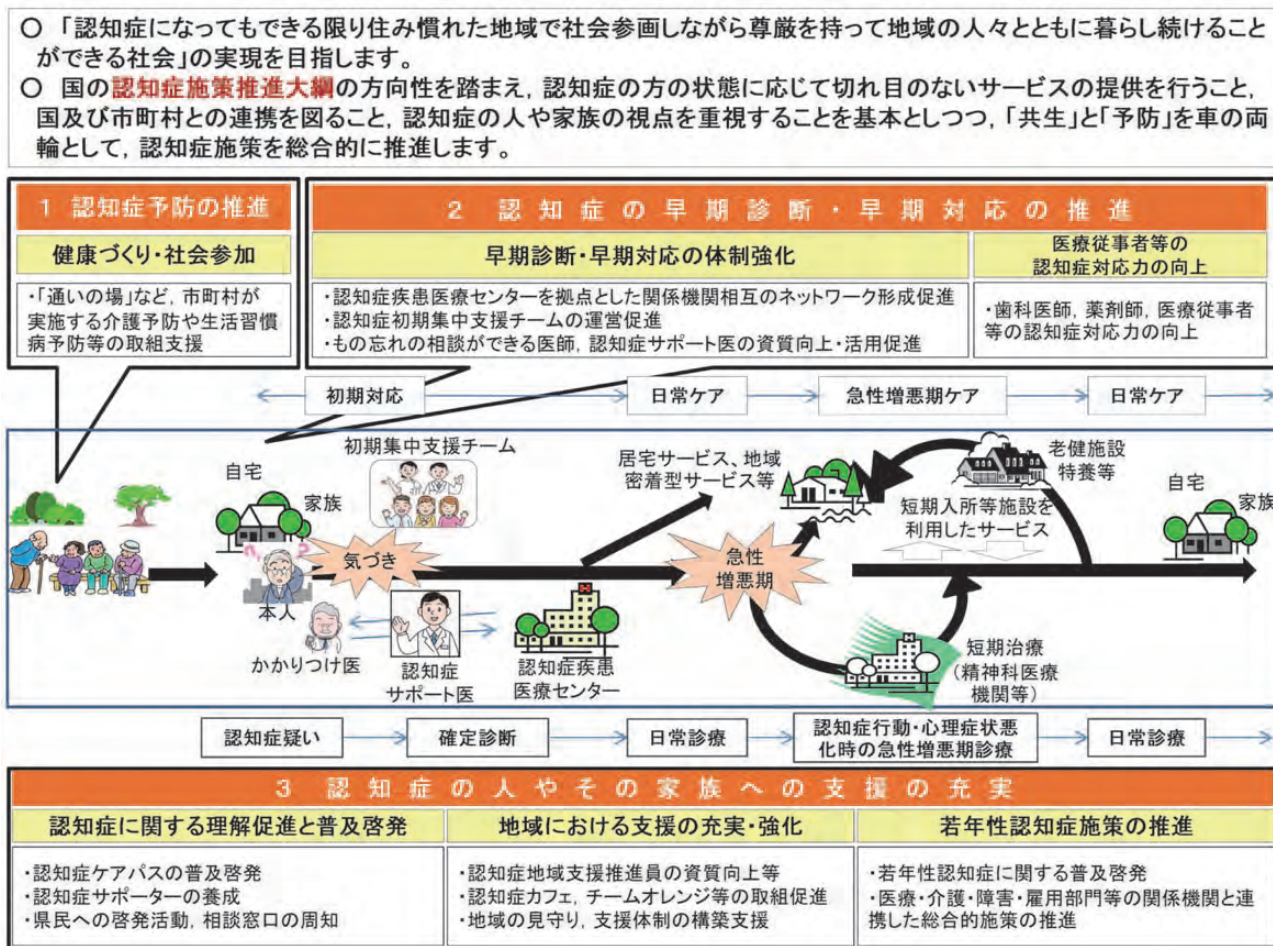 ○ 「認知症になってもできる限り住み慣れた地域で社会参画しながら尊厳を持って地域の人々とともに暮らし続けること
ができる社会」の実現を目指します。
○ 国の認知症施策推進大綱の方向性を踏まえ，認知症の方の状態に応じて切れ目のないサービスの提供を行うこと，
国及び市町村との連携を図ること，認知症の人や家族の視点を重視することを基本としつつ，「共生」と「予防」を車の両
輪として，認知症施策を総合的に推進します。
1 認知症予防の推進
健康づくり・社会参加
・「通いの場」など，市町村が
実施する介護予防や生活習慣
病予防等の取組支援
2 認知症の早期診断・早期対応の推進
早期診断・早期対応の体制強化
・認知症疾患医療センターを拠点とした関係機関相互のネットワーク形成促進
・認知症初期集中支援チームの運営促進
・もの忘れの相談ができる医師，認知症サポート医の資質向上・活用促進
医療従事者等の
認知症対応力の向上
・歯科医師，薬剤師，医療従事者
等の認知症対応力の向上
初期対応
日常ケア
急性増悪期ケア
日常ケア
初期集中支援チーム
自宅
家族
本人
気づき
かかりつけ医
認知症
サポート医
認知症疾患
医療センター
居宅サービス、地域
密着型サービス等
急性
増悪期
老健施設
特養等
短期入所等施設を
利用したサービス
短期治療
(精神科医療
機関等)
自宅
家族
認知症疑い
確定診断
日常診療
認知症行動・心理症状悪
化時の急性増悪期診療
日常診療
3 認知症の人やその家族への支援の充実
認知症に関する理解促進と普及啓発
・認知症ケアパスの普及啓発
・認知症サポーターの養成
・県民への啓発活動，相談窓口の周知
地域における支援の充実・強化
・認知症地域支援推進員の資質向上等
・認知症カフェ，チームオレンジ等の取組促進
・地域の見守り，支援体制の構築支援
若年性認知症施策の推進
・若年性認知症に関する普及啓発
・医療・介護・障害・雇用部門等の関係機関と連
携した総合的施策の推進